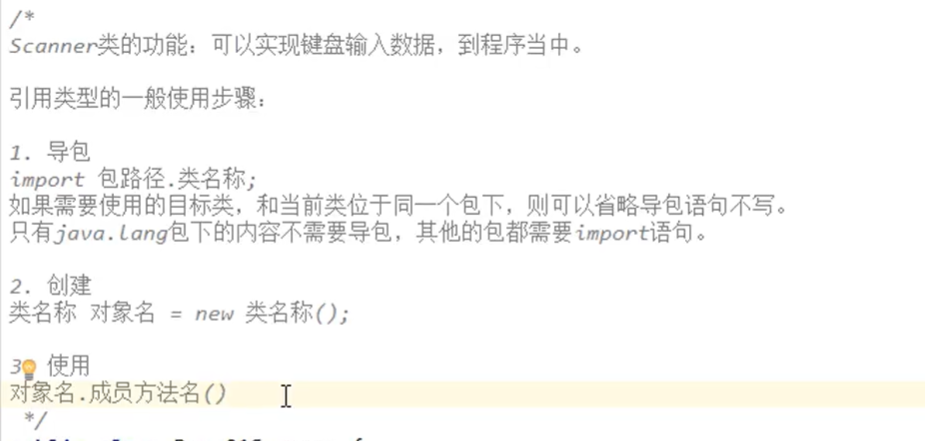 /*
Scanner类的功能：可以实现键盘输入数据，到程序当中。
引用类型的一般使用步骤：
1. 导包
import 包路径.类名称;
如果需要使用的目标类，和当前类位于同一个包下，则可以省略导包语句不写。
只有java.lang包下的内容不需要导包，其他的包都需要import语句。
2. 创建
类名称 对象名 = new 类名称();
3 使用
对象名.成员方法名()
*/